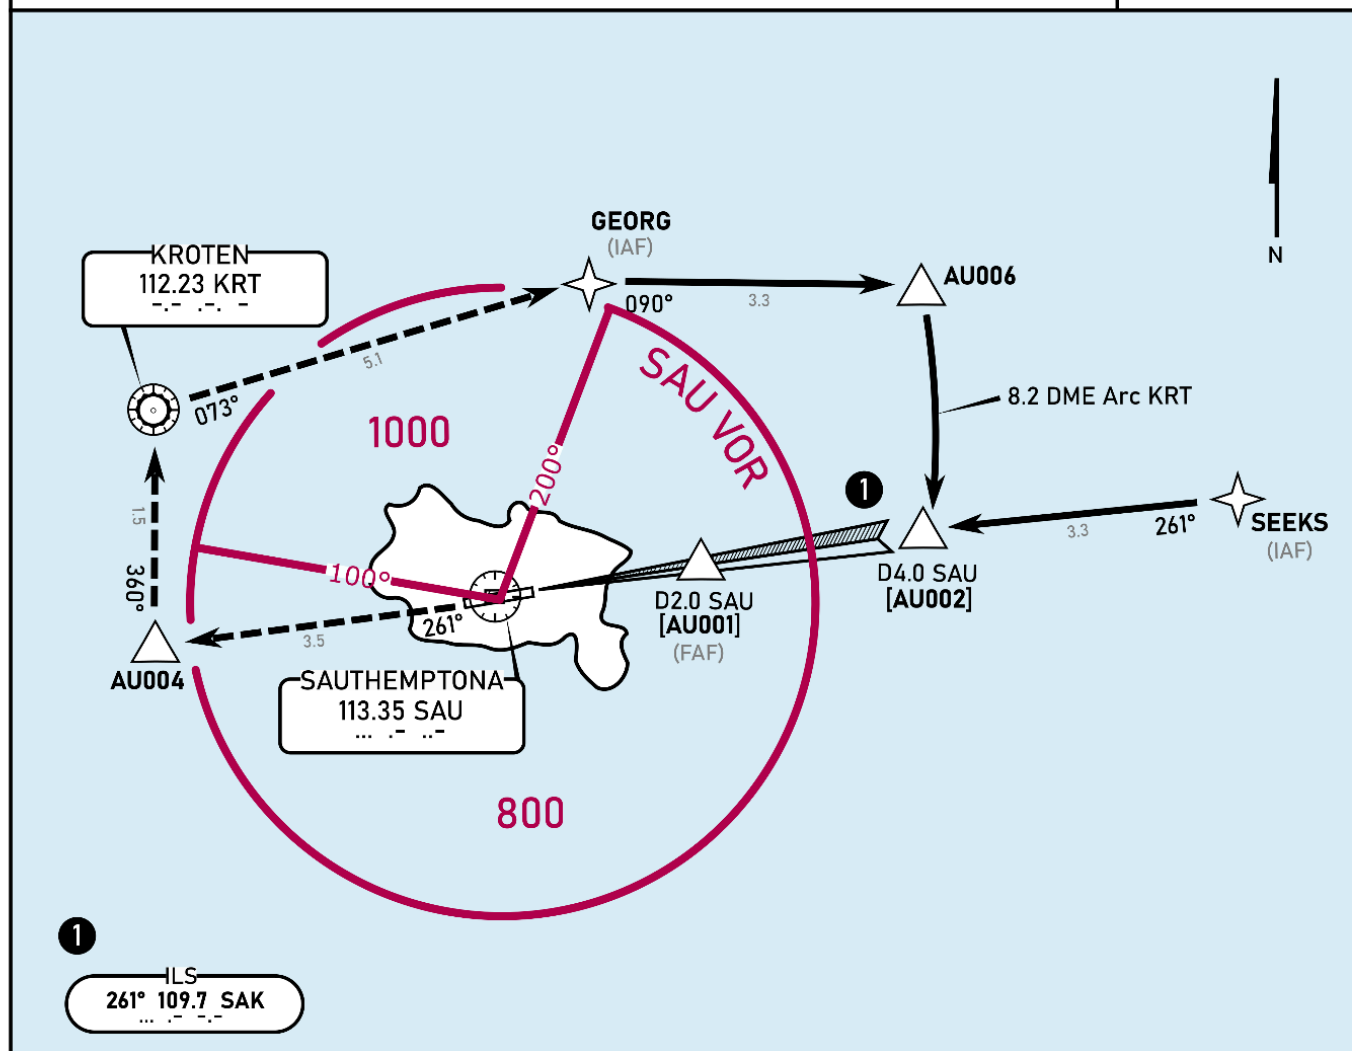 GEORG
(IAF)
N
KROTEN
112.23 KRT
-.- .-. -
090°
3.3
AU006
5.1
073°
SAU VOR
8.2 DME Arc KRT
1000
200°
1
1.5
360°
100°
261°
3.3
SEEKS
(IAF)
D4.0 SAU
[AU002]
D2.0 SAU
[AU001]
(FAF)
261°
3.5
AU004
SAUTHEMPTONA
113.35 SAU
... .- ..-
800
1
ILS
261° 109.7 SAK
... .- -.-